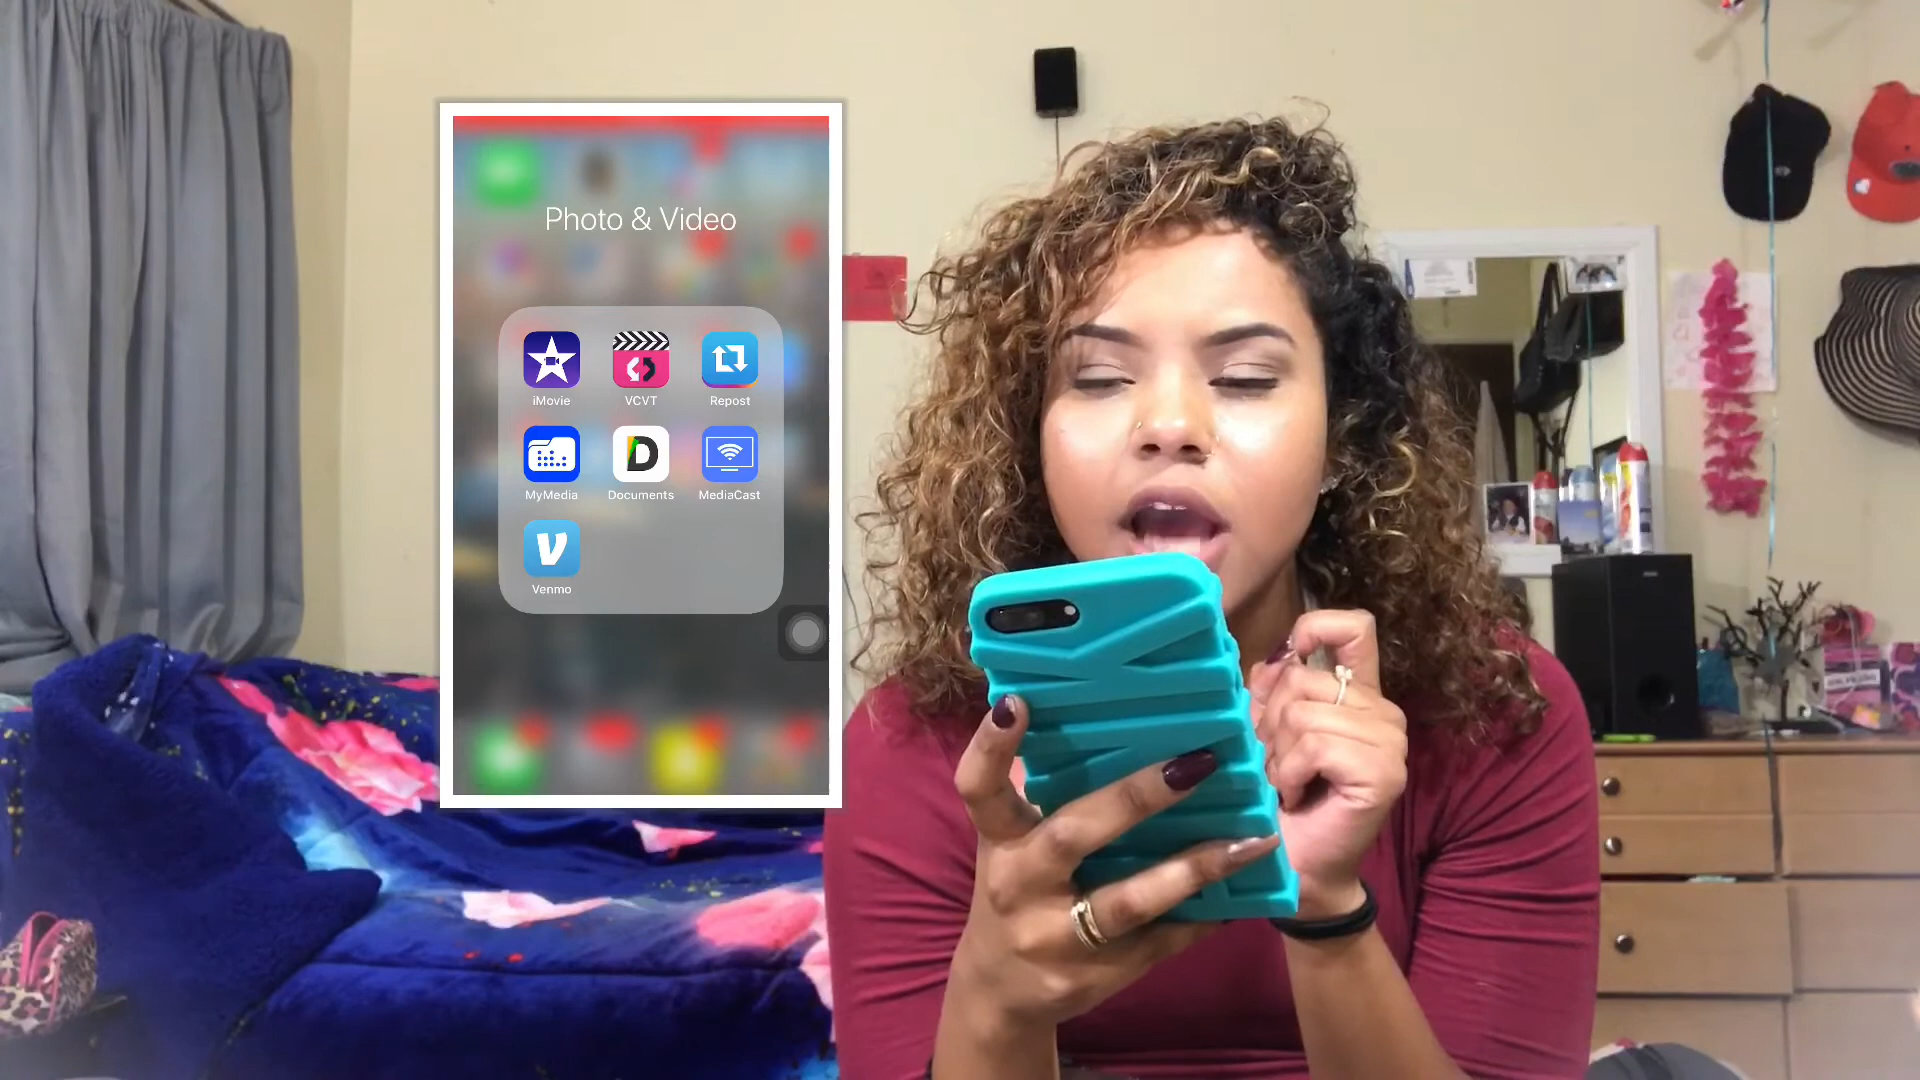 Photo & Video
iMovie
VCVT
Repost
MyMedia
Documents
MediaCast
Venmo